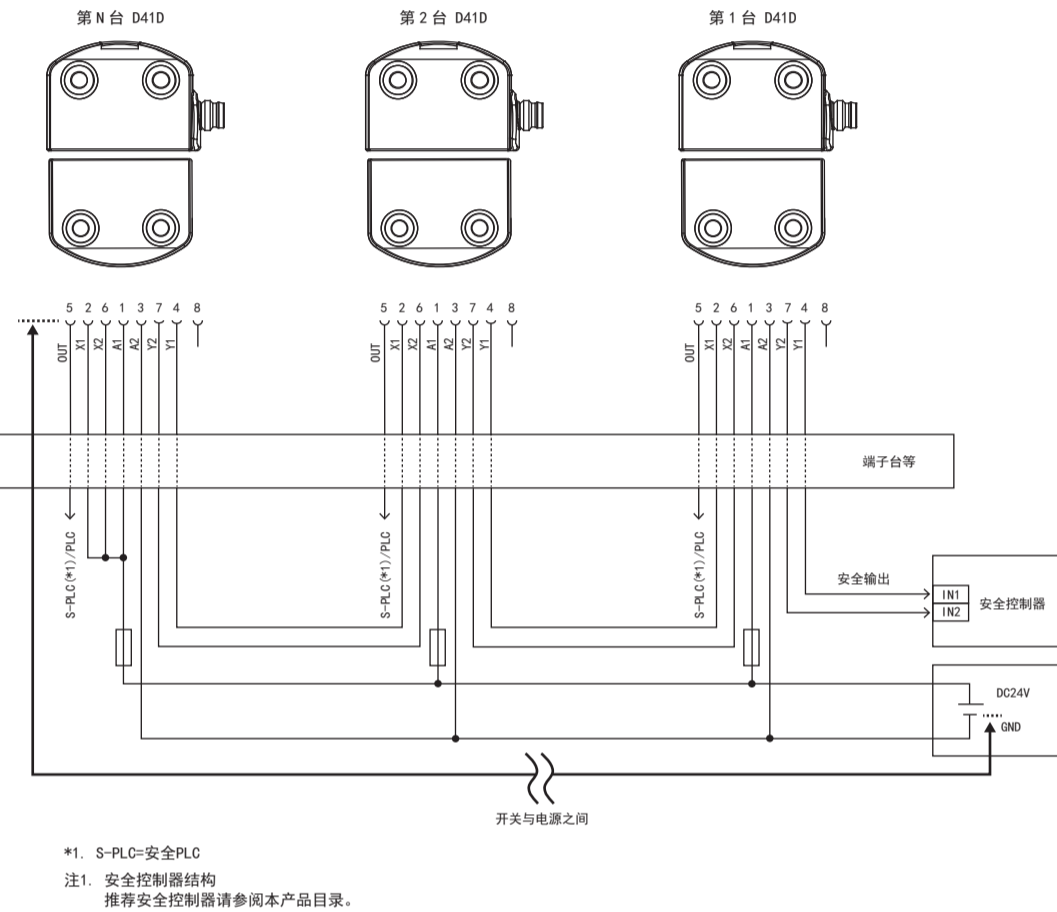 第 N 台 D41D
第 2 台 D41D
第 1 台 D41D
5 2 6 1 3 7 4 8
OUT X1 X2 A1 A2 Y2 Y1
5 2 6 1 3 7 4 8
OUT X1 X2 A1 A2 Y2 Y1
5 2 6 1 3 7 4 8
OUT X1 X2 A1 A2 Y2 Y1
端子台等
S-PLC(*1)/PLC
S-PLC(*1)/PLC
S-PLC(*1)/PLC
安全输出
IN1
IN2
安全控制器
DC24V
GND
开关与电源之间
*1. S-PLC=安全PLC
注1. 安全控制器结构
推荐安全控制器请参阅本产品目录。